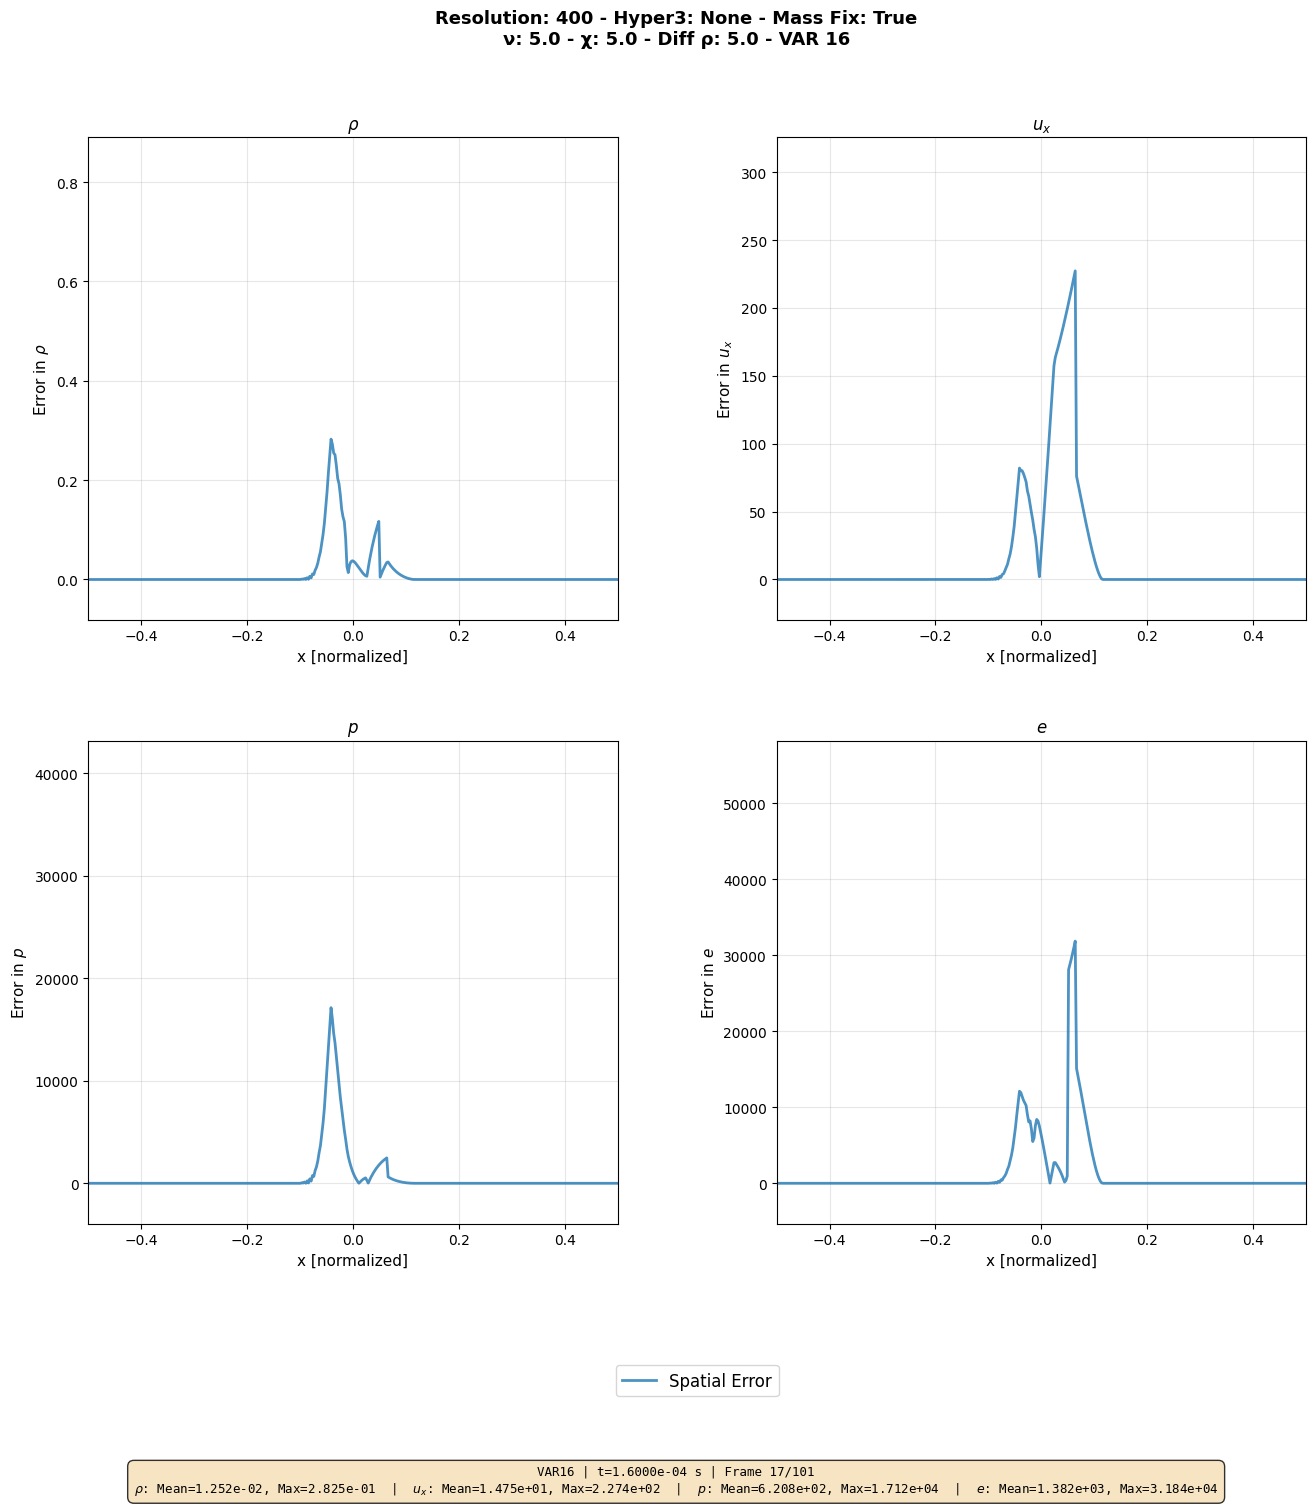 Resolution: 400 - Hyper3: None - Mass Fix: True
ν: 5.0 - χ: 5.0 - Diff ρ: 5.0 - VAR 16
ρ
0.8
0.6
0.4
0.2
0.0
Error in ρ
−0.4 −0.2 0.0 0.2 0.4
x [normalized]
uₓ
300
250
200
150
100
50
0
Error in uₓ
−0.4 −0.2 0.0 0.2 0.4
x [normalized]
p
40000
30000
20000
10000
0
Error in p
−0.4 −0.2 0.0 0.2 0.4
x [normalized]
e
50000
40000
30000
20000
10000
0
Error in e
−0.4 −0.2 0.0 0.2 0.4
x [normalized]
Spatial Error
VAR16 | t=1.6000e-04 s | Frame 17/101
ρ: Mean=1.252e-02, Max=2.825e-01 | uₓ: Mean=1.475e+01, Max=2.274e+02 | p: Mean=6.208e+02, Max=1.712e+04 | e: Mean=1.382e+03, Max=3.184e+04